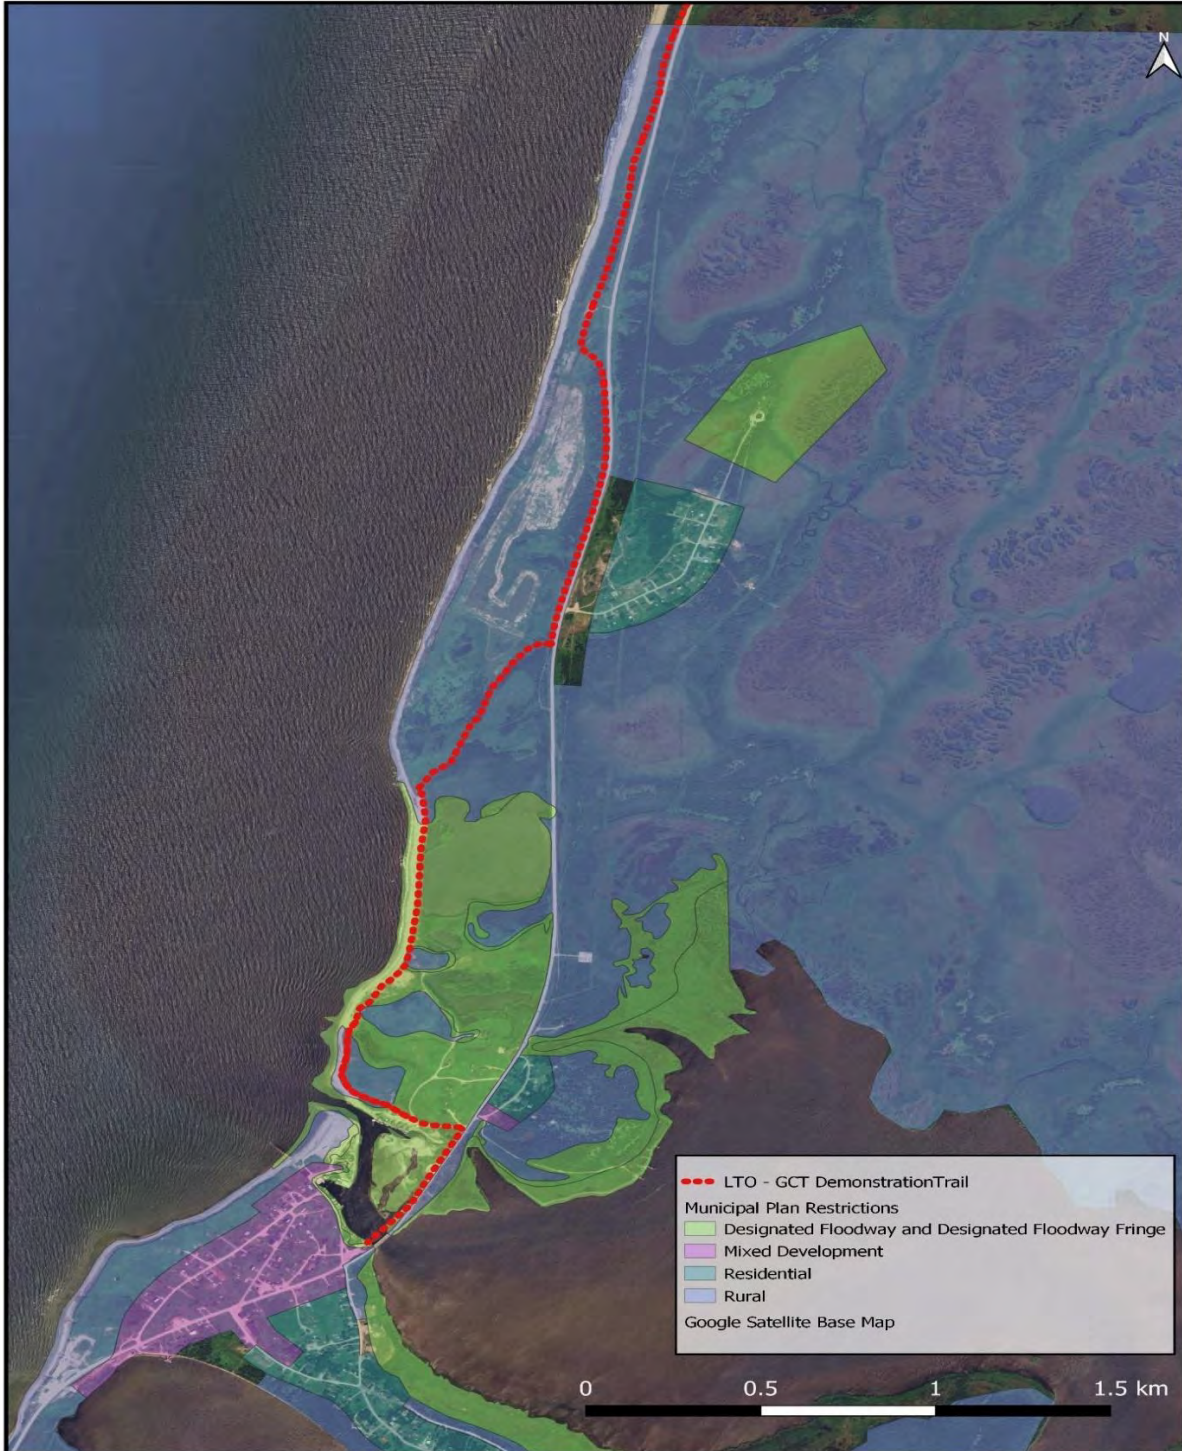 N
LTO - GCT DemonstrationTrail
Municipal Plan Restrictions
Designated Floodway and Designated Floodway Fringe
Mixed Development
Residential
Rural
Google Satellite Base Map
0 0.5 1 1.5 km